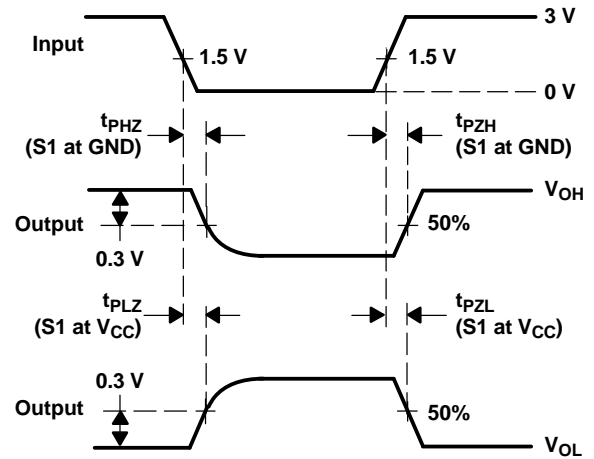 3 V
Input
1.5 V
1.5 V
0 V
tPHZ
(S1 at GND)
tPZH
(S1 at GND)
VOH
Output
50%
0.3 V
tPLZ
(S1 at VCC)
tPZL
(S1 at VCC)
0.3 V
Output
50%
VOL